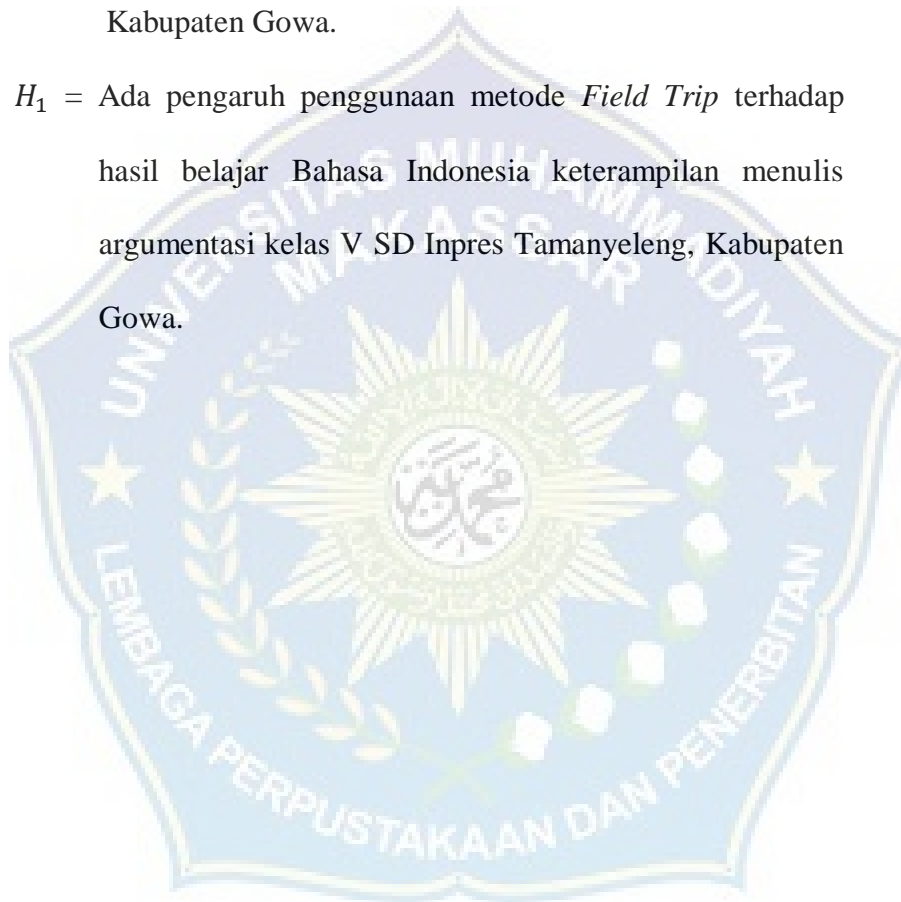 Kabupaten Gowa.
H₁ = Ada pengaruh penggunaan metode Field Trip terhadap
hasil belajar Bahasa Indonesia keterampilan menulis
argumentasi kelas V SD Inpres Tamanyeleng, Kabupaten
Gowa.
UNIVERSITAS MUHAMMADIYAH
MAKASSAR
LEMBAGA PERPUSTAKAAN DAN PENERBITAN